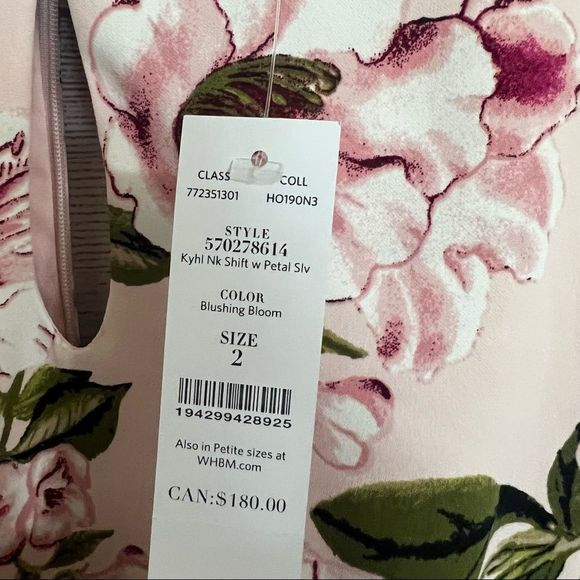 CLASS COLL
772351301 HO190N3
STYLE
570278614
Kyhl Nk Shift w Petal Slv
COLOR
Blushing Bloom
SIZE
2
194299428925
Also in Petite sizes at
WHBM.com
CAN:$180.00